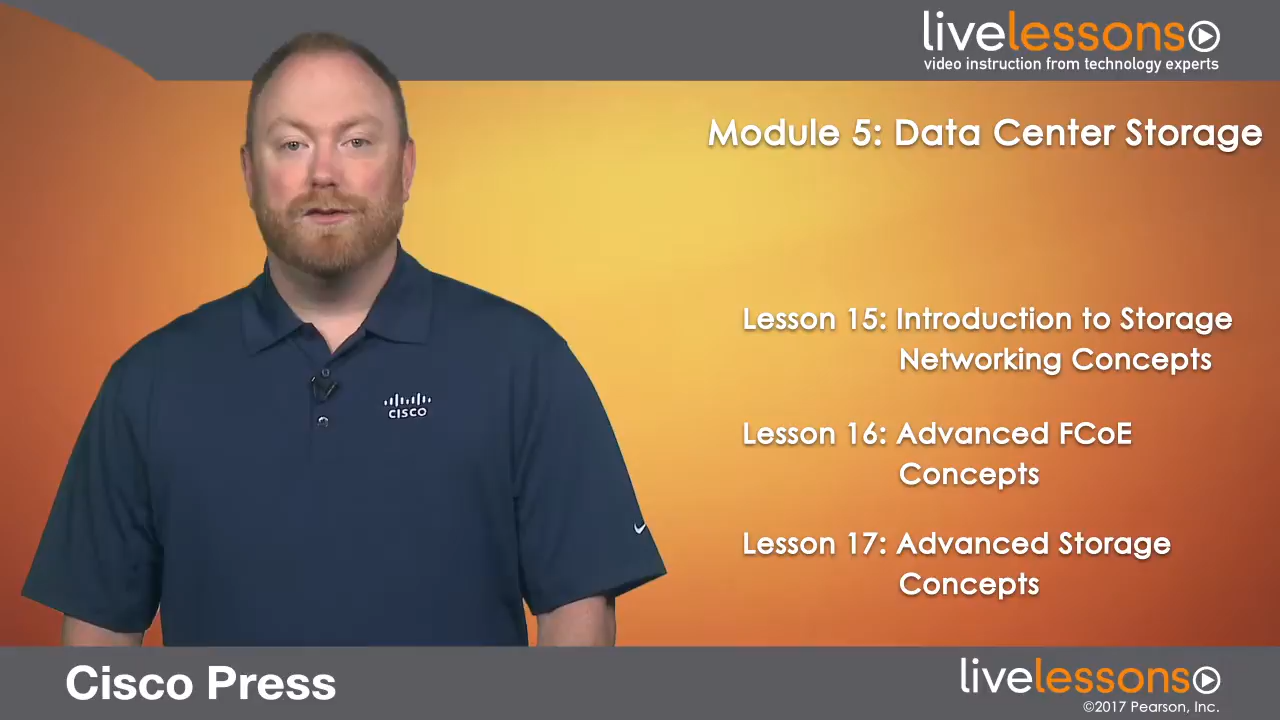 livelessons
video instruction from technology experts
Module 5: Data Center Storage
Lesson 15: Introduction to Storage
Networking Concepts
Lesson 16: Advanced FCoE
Concepts
Lesson 17: Advanced Storage
Concepts
CISCO
Cisco Press
livelessons
©2017 Pearson, Inc.